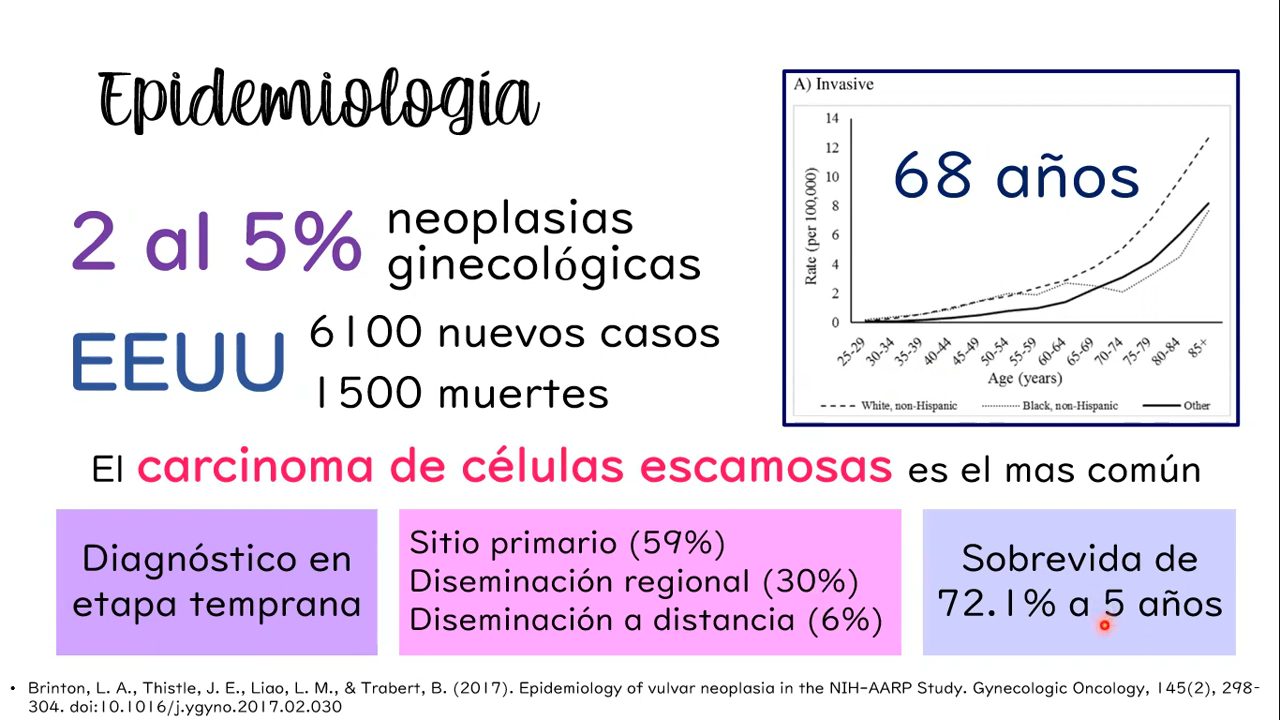 Epidemiología
2 al 5% neoplasias
ginecológicas
EEUU 6100 nuevos casos
1500 muertes
A) Invasive
68 años
Rate (per 100,000)
14
12
10
8
6
4
2
0
25-29 30-34 35-39 40-44 45-49 50-54 55-59 60-64 65-69 70-74 75-79 80-84 85+
Age (years)
White, non-Hispanic Black, non-Hispanic Other
El carcinoma de células escamosas es el mas común
Diagnóstico en
etapa temprana
Sitio primario (59%)
Diseminación regional (30%)
Diseminación a distancia (6%)
Sobrevida de
72.1% a 5 años
• Brinton, L. A., Thistle, J. E., Liao, L. M., & Trabert, B. (2017). Epidemiology of vulvar neoplasia in the NIH-AARP Study. Gynecologic Oncology, 145(2), 298-
304. doi:10.1016/j.ygyno.2017.02.030